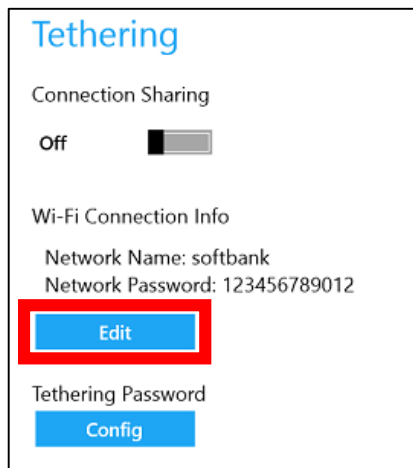 Tethering
Connection Sharing
Off
Wi-Fi Connection Info
Network Name: softbank
Network Password: 123456789012
Edit
Tethering Password
Config